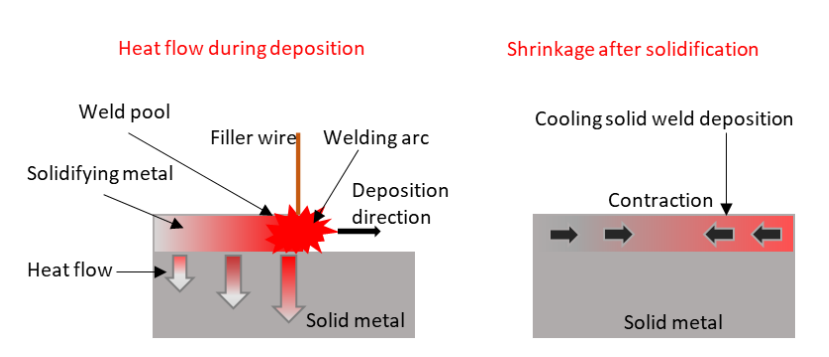 Heat flow during deposition
Shrinkage after solidification
Weld pool
Filler wire
Welding arc
Solidifying metal
Deposition
direction
Heat flow
Solid metal
Cooling solid weld deposition
Contraction
Solid metal